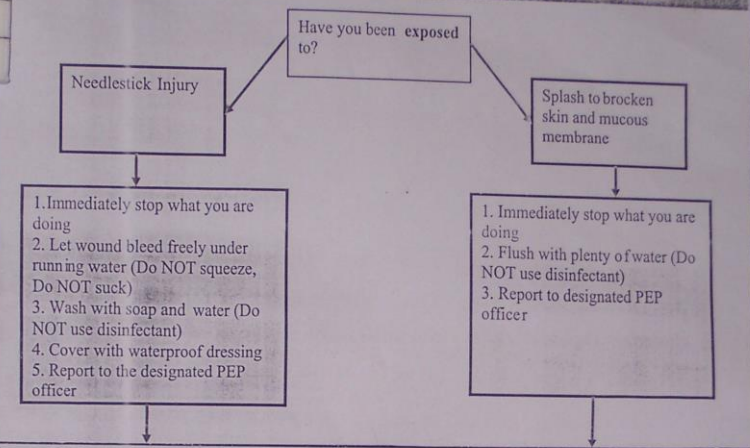 Have you been exposed
to?
Needlestick Injury
Splash to brocken
skin and mucous
membrane
1.Immediately stop what you are
doing
2. Let wound bleed freely under
running water (Do NOT squeeze,
Do NOT suck)
3. Wash with soap and water (Do
NOT use disinfectant)
4. Cover with waterproof dressing
5. Report to the designated PEP
officer
1. Immediately stop what you are
doing
2. Flush with plenty of water (Do
NOT use disinfectant)
3. Report to designated PEP
officer